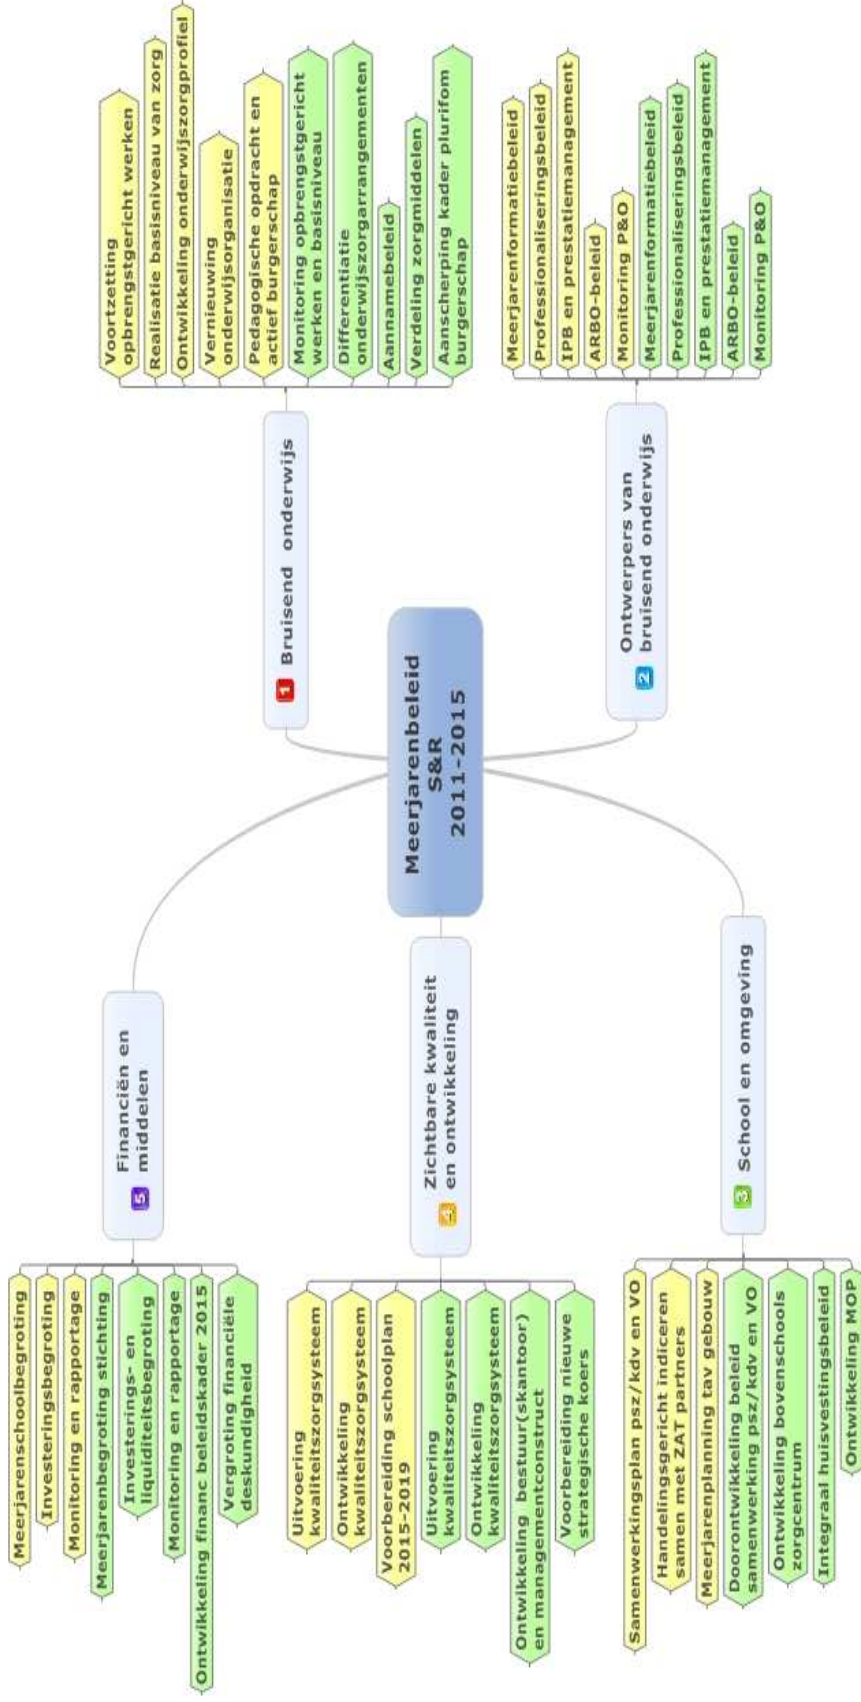 Meerjarenbeleid
S&R
2011-2015
1 Bruisend onderwijs
Voortzetting
opbrengstgericht werken
Realisatie basisniveau van zorg
Ontwikkeling onderwijszorgprofiel
Vernieuwing
onderwijsorganisatie
Pedagogische opdracht en
actief burgerschap
Monitoring opbrengstgericht
werken en basisniveau
Differentiatie
onderwijszorgarrangementen
Aannamebeleid
Verdeling zorgmiddelen
Aanscherping kader plurifom
burgerschap
2 Ontwerpers van
bruisend onderwijs
Meerjarenformatiebeleid
Professionaliseringsbeleid
IPB en prestatiemanagement
ARBO-beleid
Monitoring P&O
Meerjarenformatiebeleid
Professionaliseringsbeleid
IPB en prestatiemanagement
ARBO-beleid
Monitoring P&O
3 School en omgeving
Samenwerkingsplan psz/kdv en VO
Handelingsgericht indiceren
samen met ZAT partners
Meerjarenplanning tav gebouw
Doorontwikkeling beleid
samenwerking psz/kdv en VO
Ontwikkeling bovenschools
zorgcentrum
Integraal huisvestingsbeleid
Ontwikkeling MOP
4 Zichtbare kwaliteit
en ontwikkeling
Uitvoering
kwaliteitszorgsysteem
Ontwikkeling
kwaliteitszorgsysteem
Voorbereiding schoolplan
2015-2019
Uitvoering
kwaliteitszorgsysteem
Ontwikkeling
kwaliteitszorgsysteem
Ontwikkeling bestuur(skantoor)
en managementconstruct
Voorbereiding nieuwe
strategische koers
5 Financiën en
middelen
Meerjarenschoolbegroting
Investeringsbegroting
Monitoring en rapportage
Meerjarenbegroting stichting
Investerings- en
liquiditeitsbegroting
Monitoring en rapportage
Ontwikkeling financ beleidskader 2015
Vergroting financiële
deskundigheid